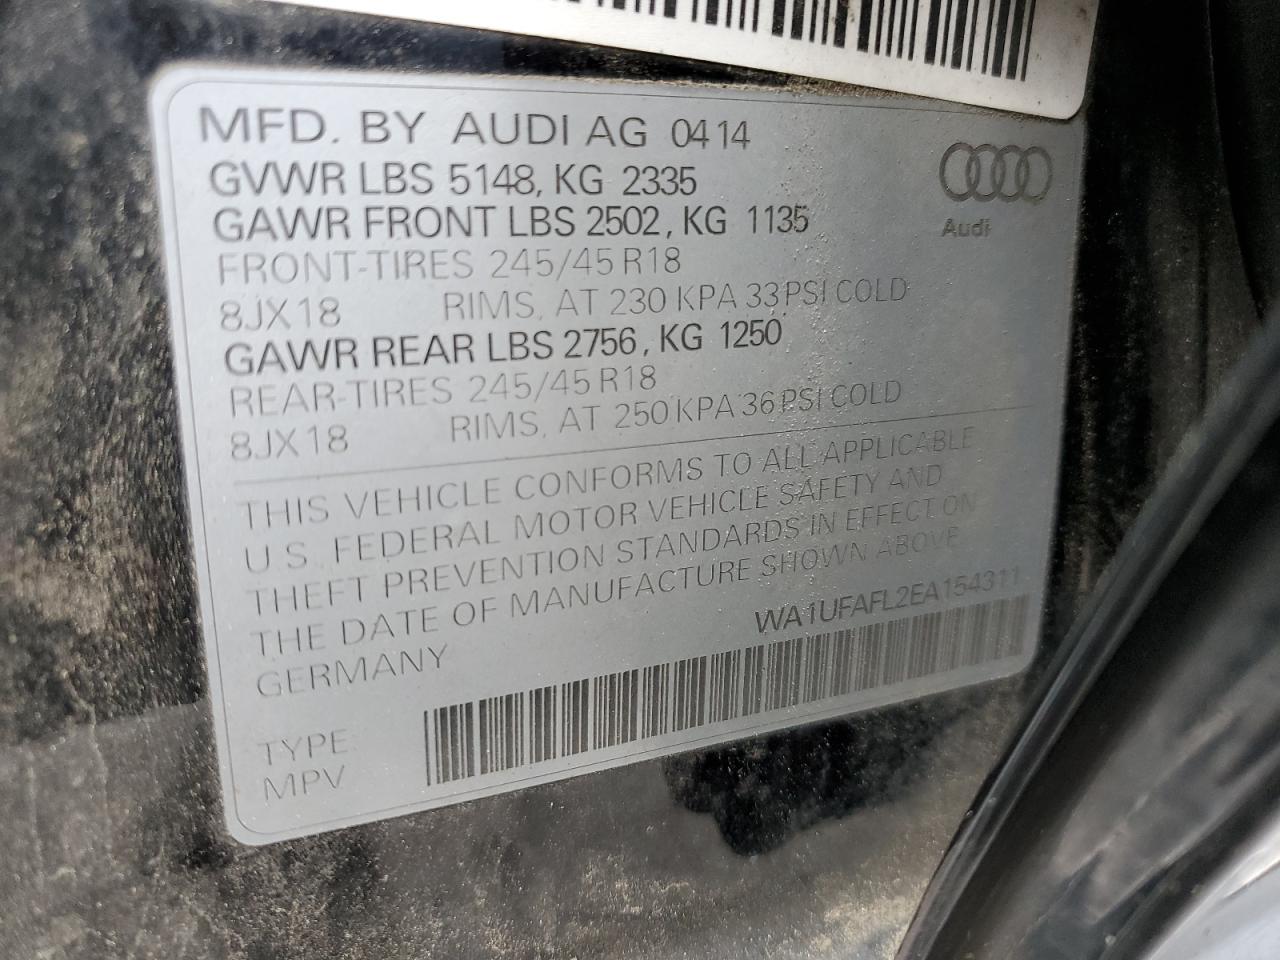 MFD. BY AUDI AG 04 14
GVWR LBS 5148, KG 2335
GAWR FRONT LBS 2502, KG 1135
FRONT-TIRES 245/45 R18
8JX18 RIMS, AT 230 KPA 33 PSI COLD
GAWR REAR LBS 2756, KG 1250
REAR-TIRES 245/45 R18
8JX18 RIMS, AT 250 KPA 36 PSI COLD
Audi
THIS VEHICLE CONFORMS TO ALL APPLICABLE
U.S. FEDERAL MOTOR VEHICLE SAFETY AND
THEFT PREVENTION STANDARDS IN EFFECT ON
THE DATE OF MANUFACTURE SHOWN ABOVE
GERMANY
WA1UFAFL2EA154311
TYPE:
MPV